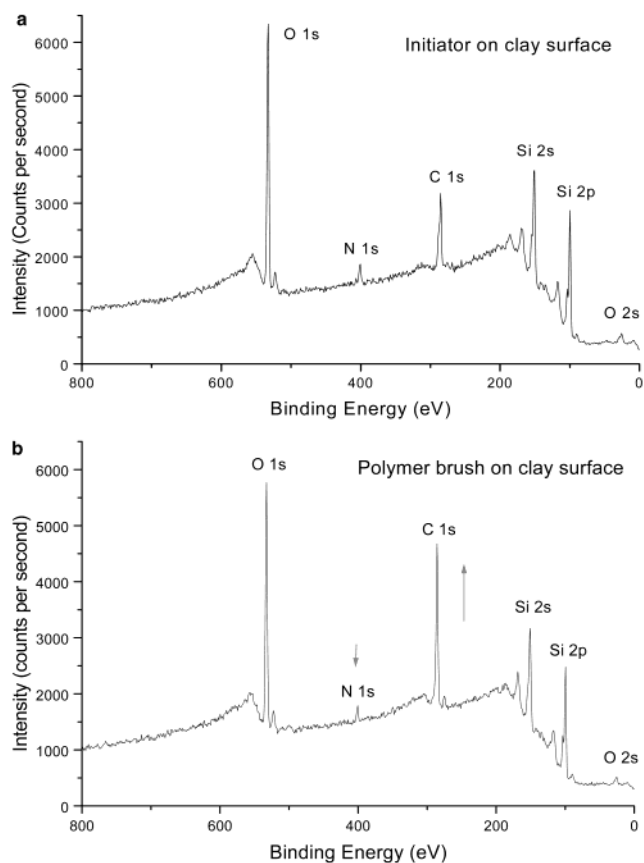 a
Initiator on clay surface
O 1s
N 1s
C 1s
Si 2s
Si 2p
O 2s
Intensity (Counts per second)
6000
5000
4000
3000
2000
1000
0
800
600
400
200
0
Binding Energy (eV)
b
Polymer brush on clay surface
O 1s
N 1s
C 1s
Si 2s
Si 2p
O 2s
Intensity (counts per second)
6000
5000
4000
3000
2000
1000
0
800
600
400
200
0
Binding Energy (eV)